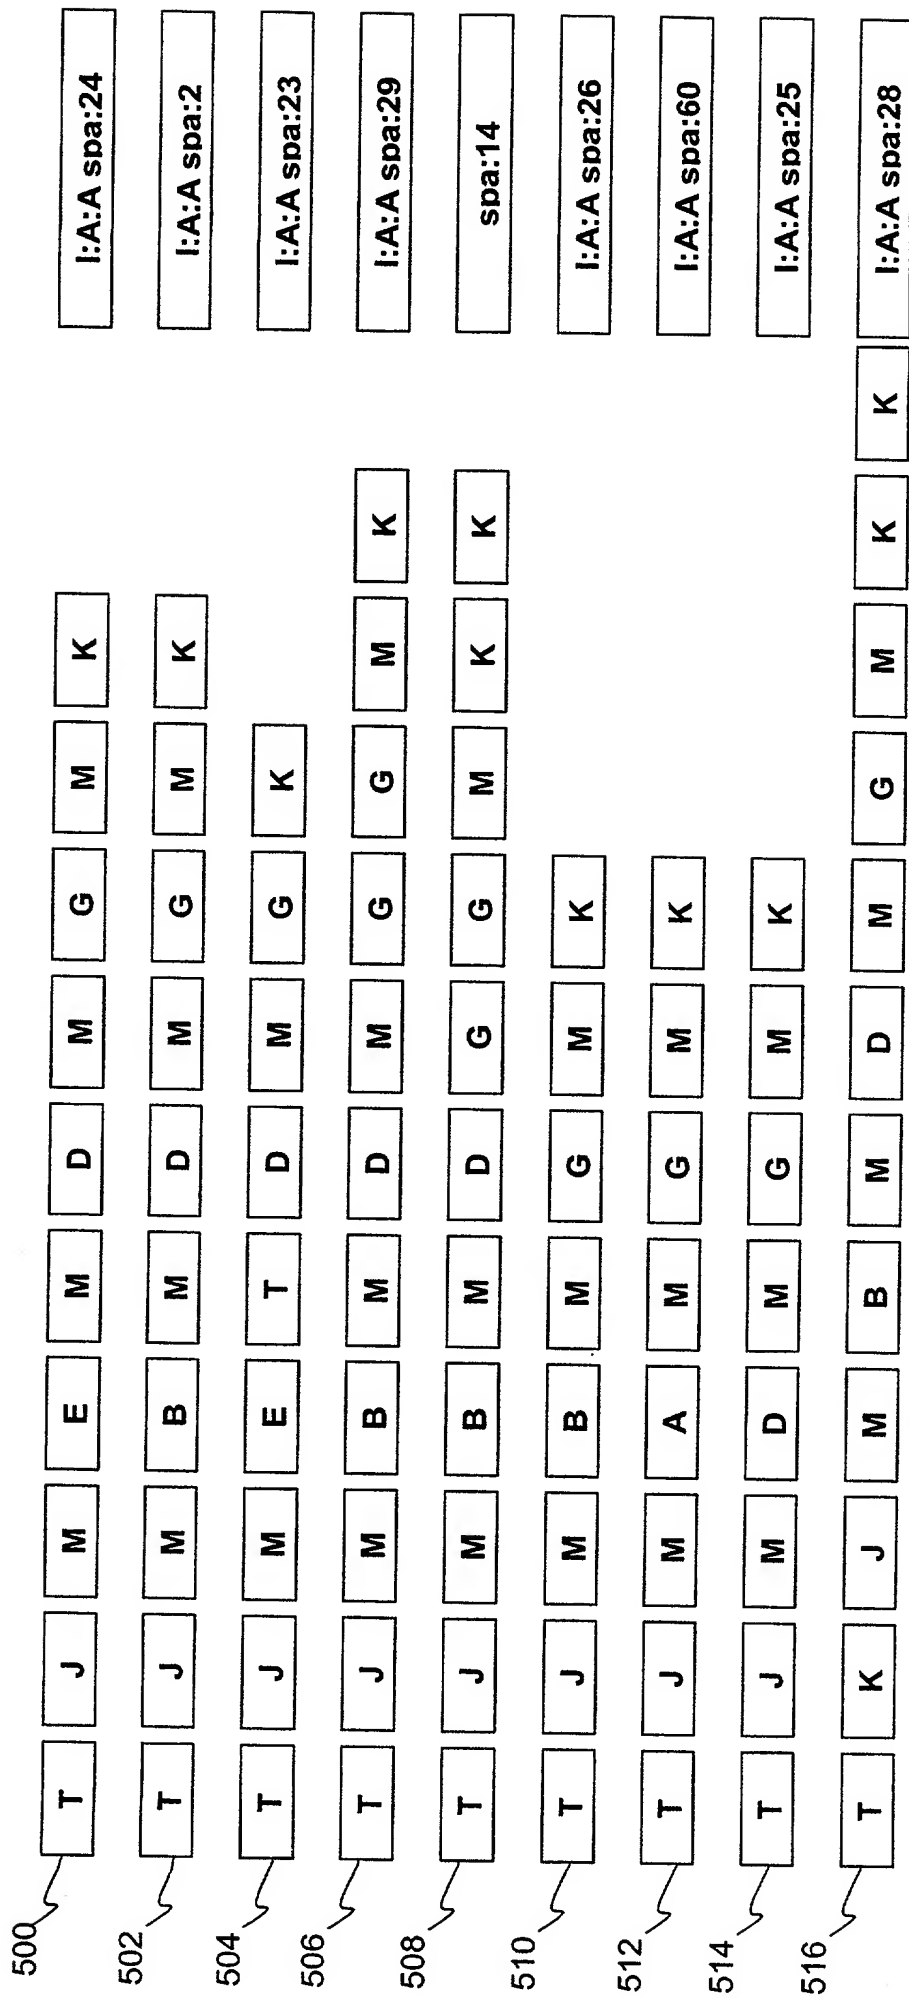 500 T J M E M D M G M K I:A:A spa:24
502 T J M B M D M G M K I:A:A spa:2
504 T J M E T D M G K I:A:A spa:23
506 T J M B M D M G G M K I:A:A spa:29
508 T J M B M D G G M K K spa:14
510 T J M B M G M K I:A:A spa:26
512 T J M A M G M K I:A:A spa:60
514 T J M D M G M K I:A:A spa:25
516 T K J M B M D M G M K K I:A:A spa:28